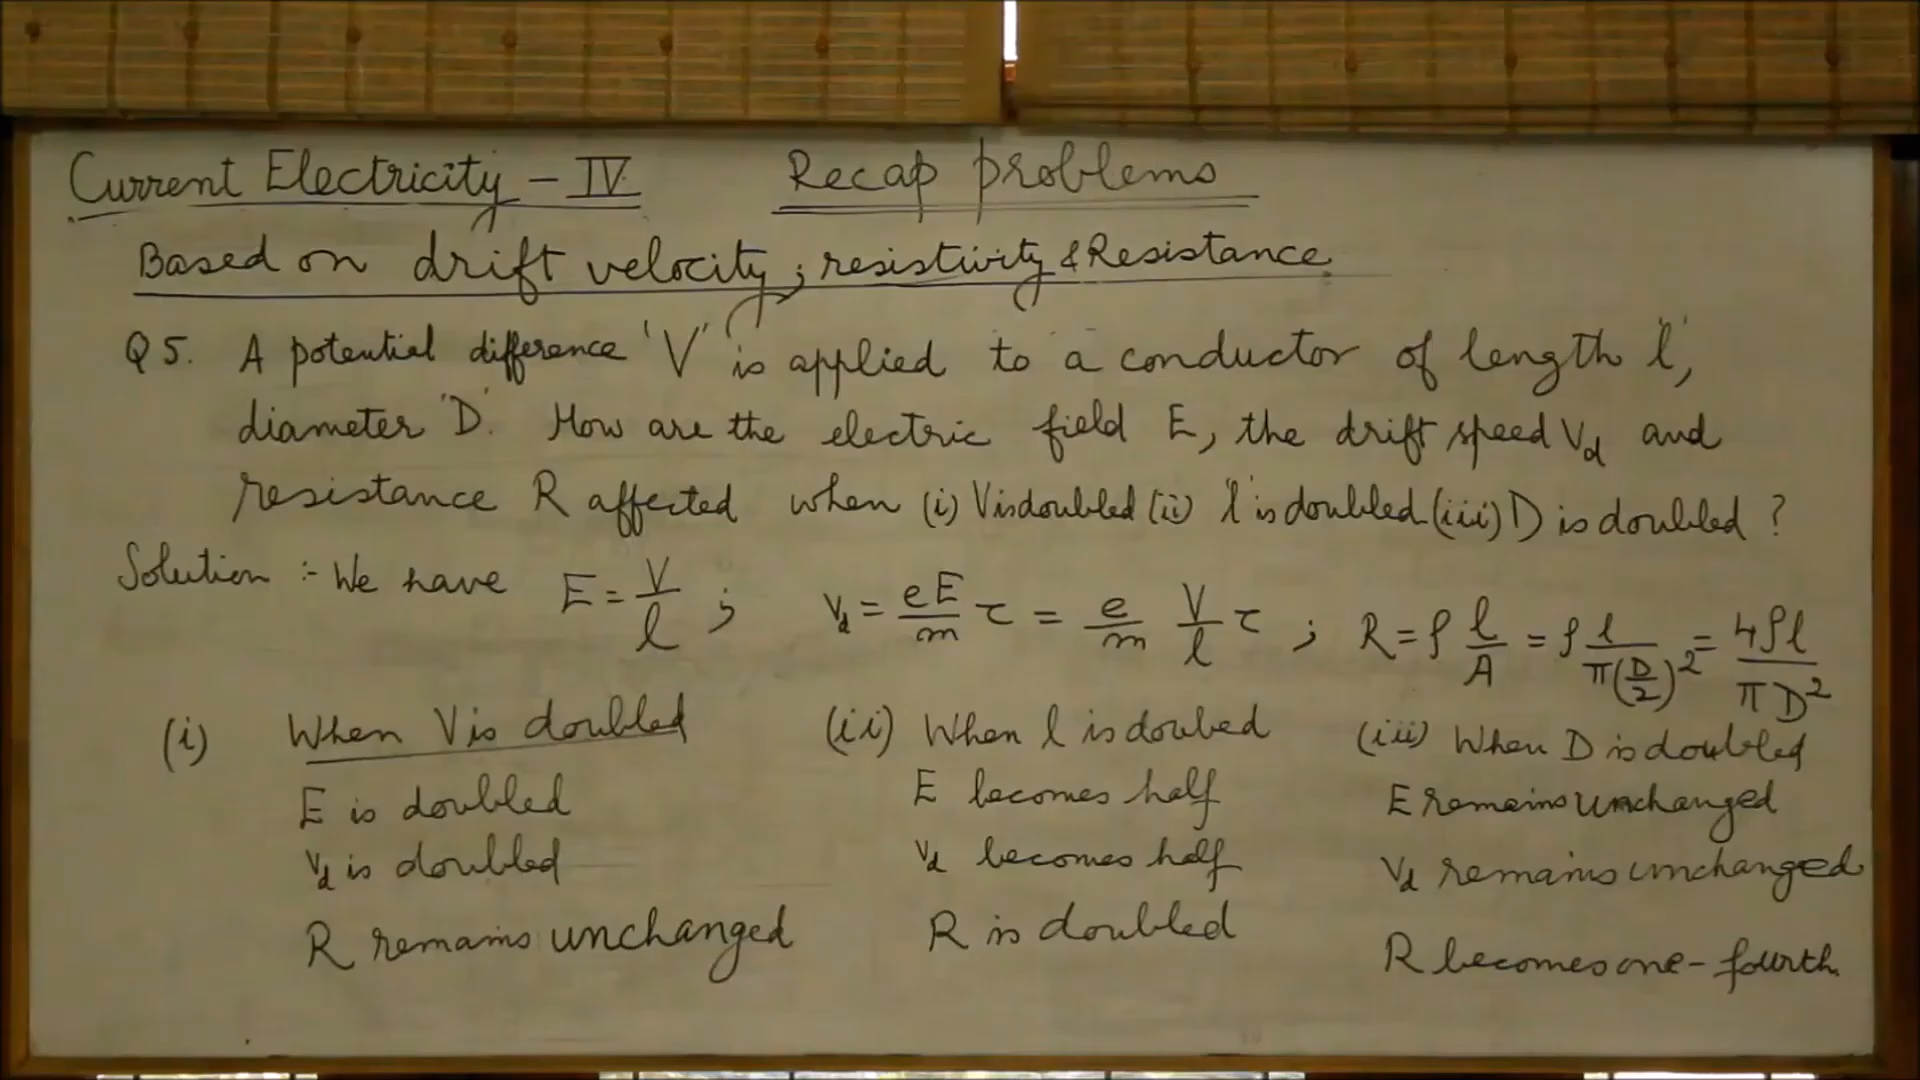 Current Electricity - IV Recap problems
Based on drift velocity, resistivity & Resistance.
Q 5. A potential difference 'V' is applied to a conductor of length 'l',
diameter 'D'. How are the electric field E, the drift speed Vd and
resistance R affected when (i) V is doubled (ii) 'l' is doubled (iii) D is doubled ?
Solution :- We have E = V/l ; Vd = eE/m τ = e/m V/l τ ; R = ρ l/A = ρ l/π(D/2)² = 4ρl/πD²
(i) When V is doubled
E is doubled
Vd is doubled
R remains unchanged
(ii) When l is doubed
E becomes half
Vd becomes half
R is doubled
(iii) When D is doubled
E remains unchanged
Vd remains unchanged
R becomes one-fourth.